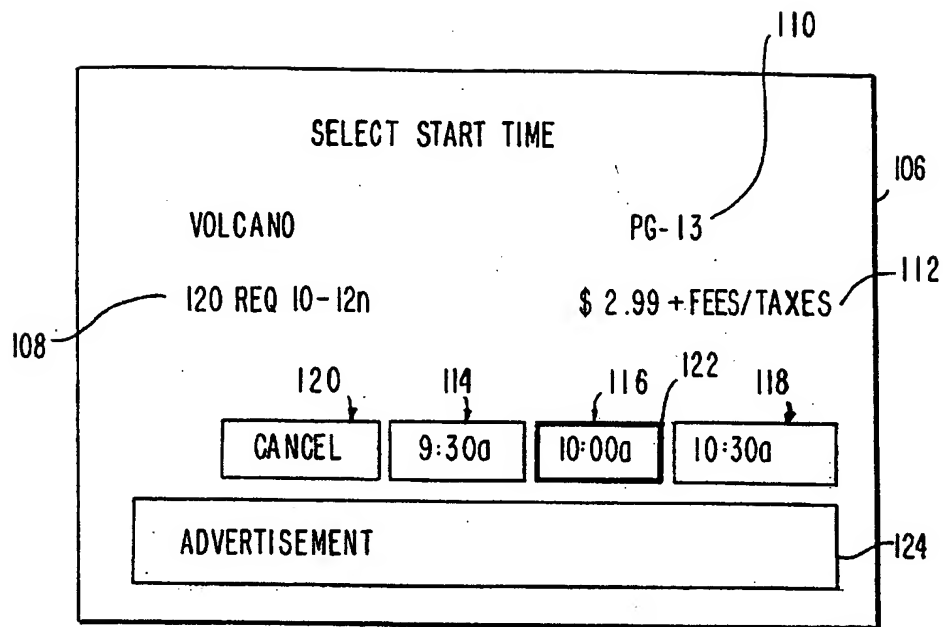 110
SELECT START TIME
106
VOLCANO PG-13
112
120 REQ 10-12n $ 2.99 + FEES/TAXES
108
120 114 116 122 118
CANCEL 9:30a 10:00a 10:30a
ADVERTISEMENT
124